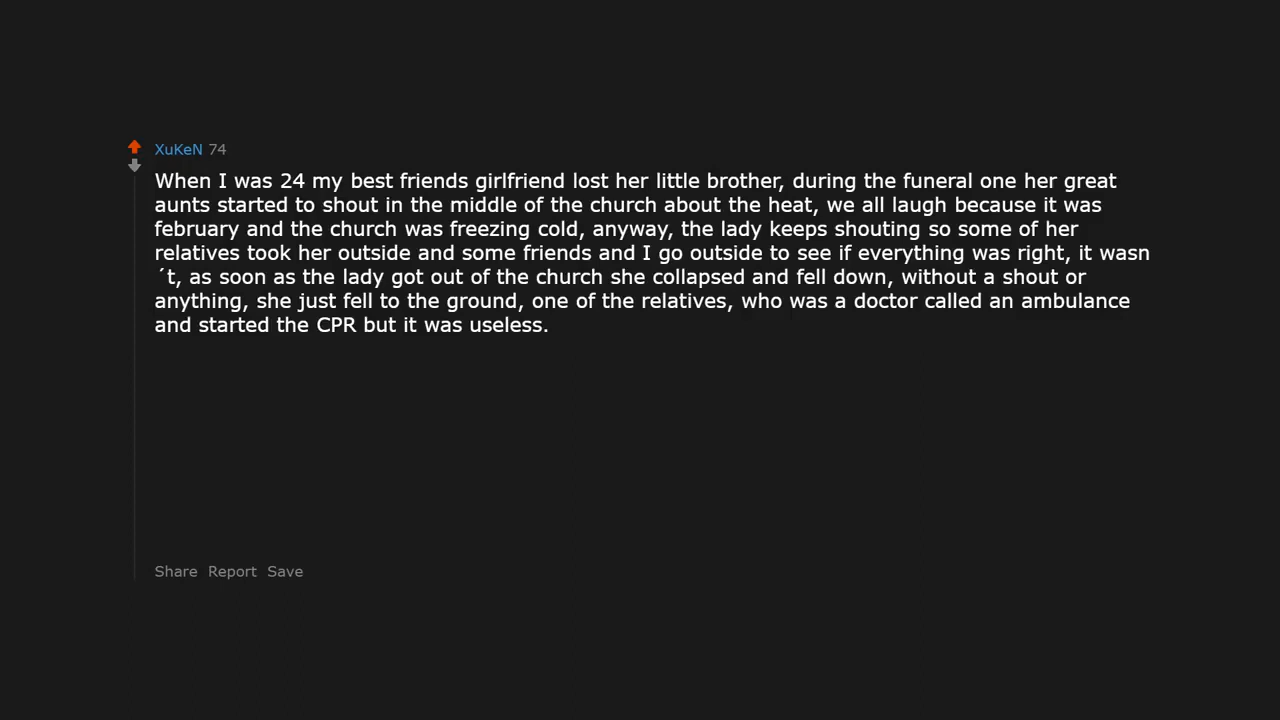 XuKeN 74
When I was 24 my best friends girlfriend lost her little brother, during the funeral one her great
aunts started to shout in the middle of the church about the heat, we all laugh because it was
february and the church was freezing cold, anyway, the lady keeps shouting so some of her
relatives took her outside and some friends and I go outside to see if everything was right, it wasn
´t, as soon as the lady got out of the church she collapsed and fell down, without a shout or
anything, she just fell to the ground, one of the relatives, who was a doctor called an ambulance
and started the CPR but it was useless.
Share Report Save